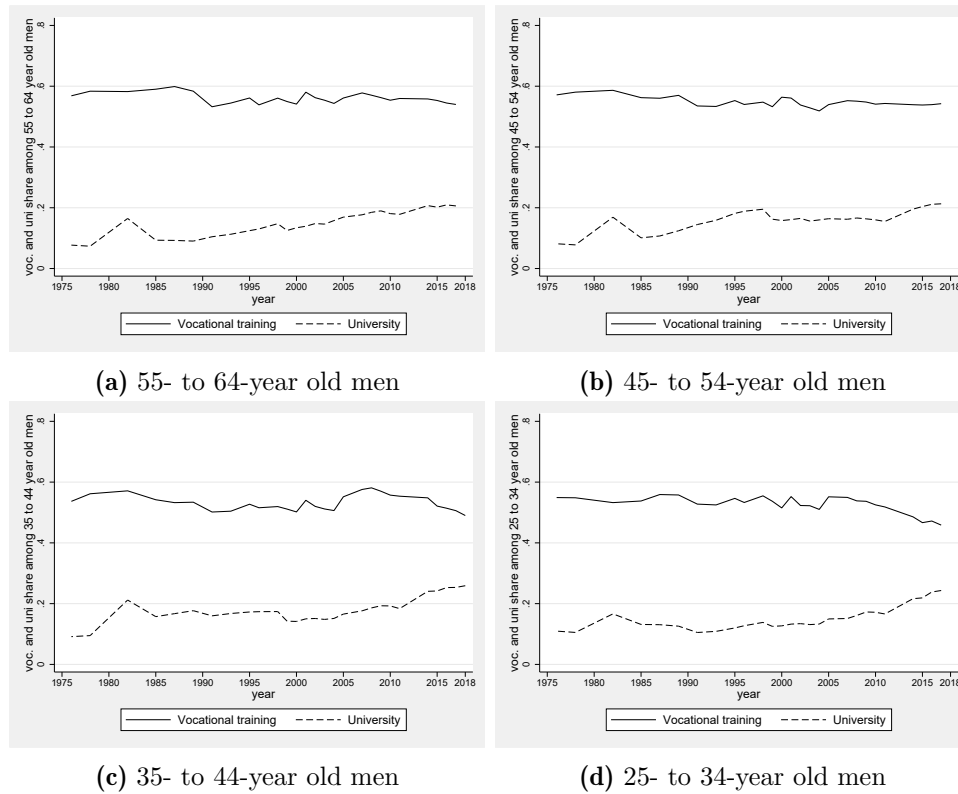 voc. and uni share among 55 to 64 year old men
0 .2 .4 .6 .8
1975 1980 1985 1990 1995 2000 2005 2010 2015 2018
year
Vocational training University
(a) 55- to 64-year old men
voc. and uni share among 45 to 54 year old men
0 .2 .4 .6 .8
1975 1980 1985 1990 1995 2000 2005 2010 2015 2018
year
Vocational training University
(b) 45- to 54-year old men
voc. and uni share among 35 to 44 year old men
0 .2 .4 .6 .8
1975 1980 1985 1990 1995 2000 2005 2010 2015 2018
year
Vocational training University
(c) 35- to 44-year old men
voc. and uni share among 25 to 34 year old men
0 .2 .4 .6 .8
1975 1980 1985 1990 1995 2000 2005 2010 2015 2018
year
Vocational training University
(d) 25- to 34-year old men